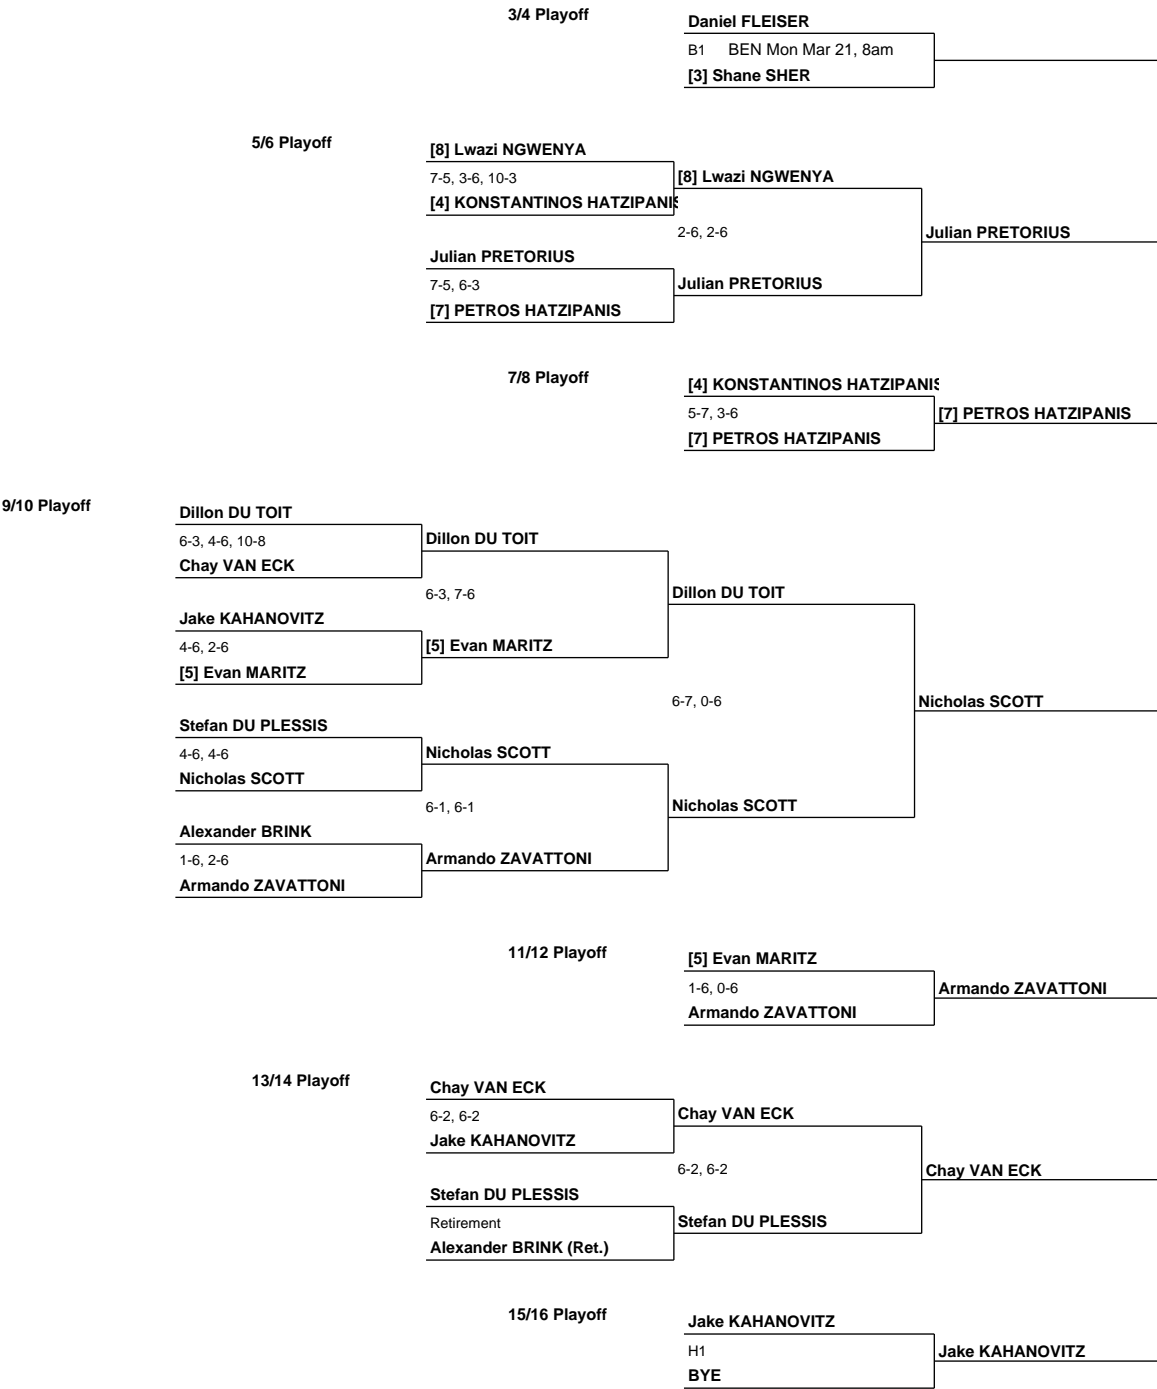 3/4 Playoff
Daniel FLEISER
B1 BEN Mon Mar 21, 8am
[3] Shane SHER
5/6 Playoff
[8] Lwazi NGWENYA
7-5, 3-6, 10-3
[8] Lwazi NGWENYA
[4] KONSTANTINOS HATZIPANIS
2-6, 2-6
Julian PRETORIUS
Julian PRETORIUS
7-5, 6-3
Julian PRETORIUS
[7] PETROS HATZIPANIS
7/8 Playoff
[4] KONSTANTINOS HATZIPANIS
5-7, 3-6
[7] PETROS HATZIPANIS
[7] PETROS HATZIPANIS
9/10 Playoff
Dillon DU TOIT
6-3, 4-6, 10-8
Dillon DU TOIT
Chay VAN ECK
6-3, 7-6
Dillon DU TOIT
Jake KAHANOVITZ
4-6, 2-6
[5] Evan MARITZ
[5] Evan MARITZ
6-7, 0-6
Nicholas SCOTT
Stefan DU PLESSIS
4-6, 4-6
Nicholas SCOTT
Nicholas SCOTT
6-1, 6-1
Nicholas SCOTT
Alexander BRINK
1-6, 2-6
Armando ZAVATTONI
Armando ZAVATTONI
11/12 Playoff
[5] Evan MARITZ
1-6, 0-6
Armando ZAVATTONI
Armando ZAVATTONI
13/14 Playoff
Chay VAN ECK
6-2, 6-2
Chay VAN ECK
Jake KAHANOVITZ
6-2, 6-2
Chay VAN ECK
Stefan DU PLESSIS
Retirement
Stefan DU PLESSIS
Alexander BRINK (Ret.)
15/16 Playoff
Jake KAHANOVITZ
H1
Jake KAHANOVITZ
BYE